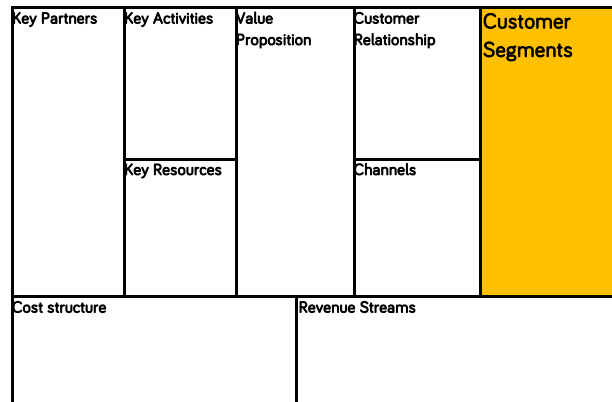 Key Partners
Key Activities
Value
Proposition
Customer
Relationship
Customer
Segments
Key Resources
Channels
Cost structure
Revenue Streams